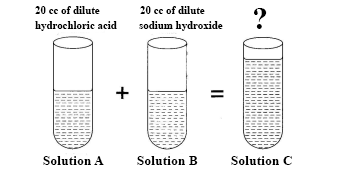 20 cc of dilute
hydrochloric acid
20 cc of dilute
sodium hydroxide
?
+
=
Solution A
Solution B
Solution C